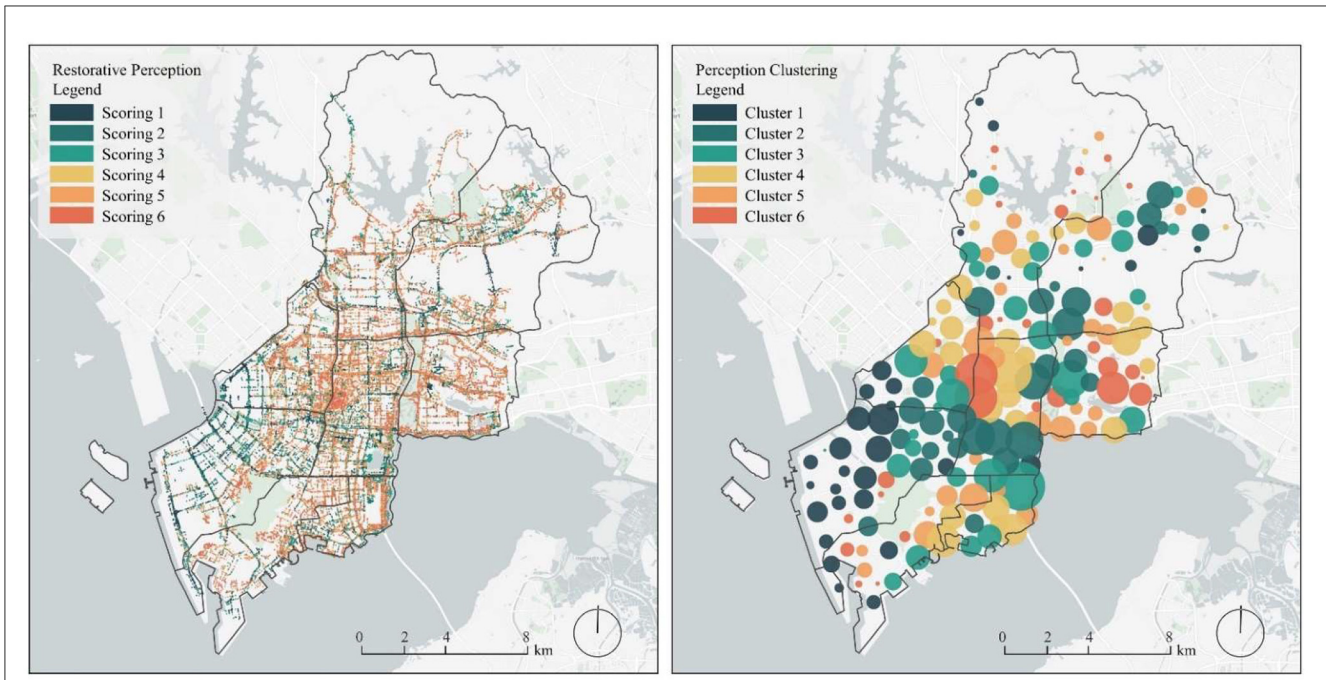 Restorative Perception
Legend
Scoring 1
Scoring 2
Scoring 3
Scoring 4
Scoring 5
Scoring 6
0 2 4 8
km
Perception Clustering
Legend
Cluster 1
Cluster 2
Cluster 3
Cluster 4
Cluster 5
Cluster 6
0 2 4 8
km